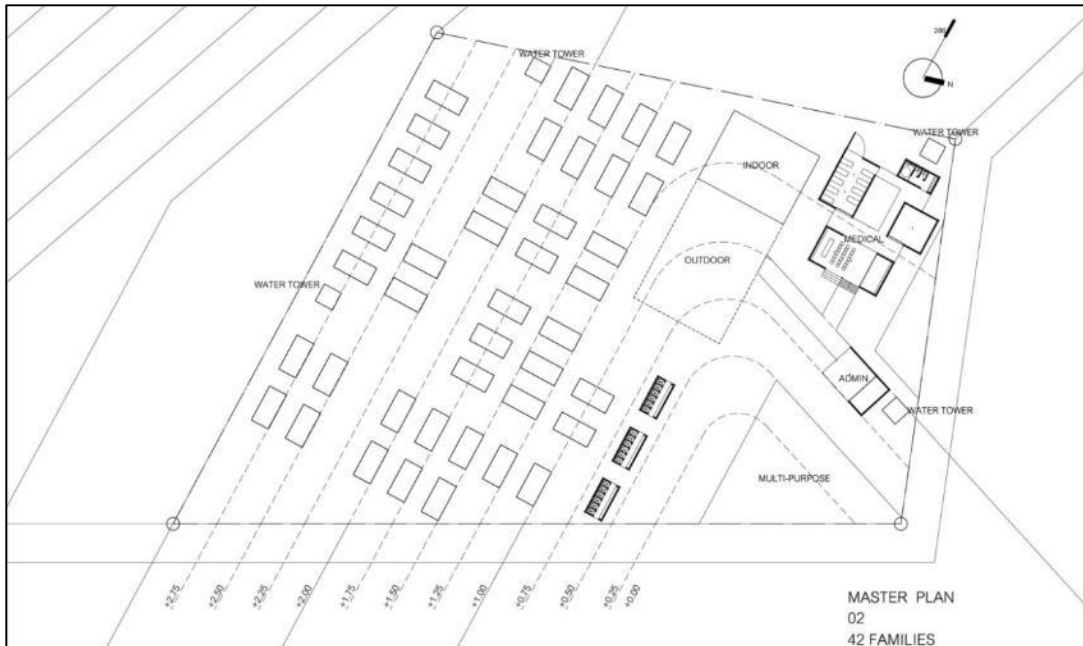 WATER TOWER
N
WATER TOWER
INDOOR
MEDICAL
OUTDOOR
WATER TOWER
ADMIN
WATER TOWER
MULTI-PURPOSE
+2,75
+2,50
+2,25
+2,00
+1,75
+1,50
+1,25
+1,00
+0,75
+0,50
+0,25
+0,00
MASTER PLAN
02
42 FAMILIES